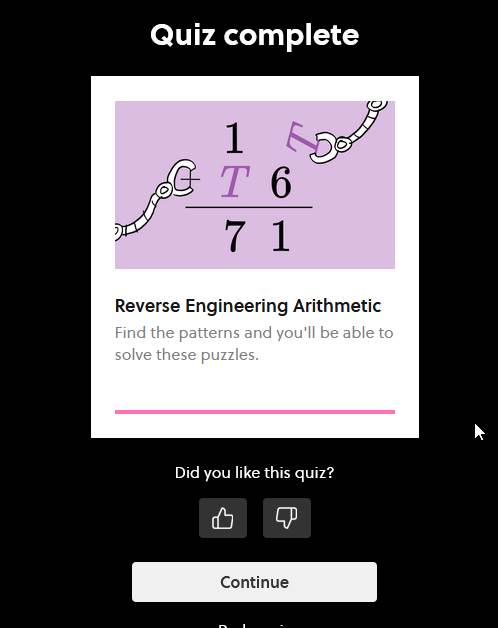 Quiz complete
1 T
+ T 6
7 1
Reverse Engineering Arithmetic
Find the patterns and you'll be able to
solve these puzzles.
Did you like this quiz?
Continue